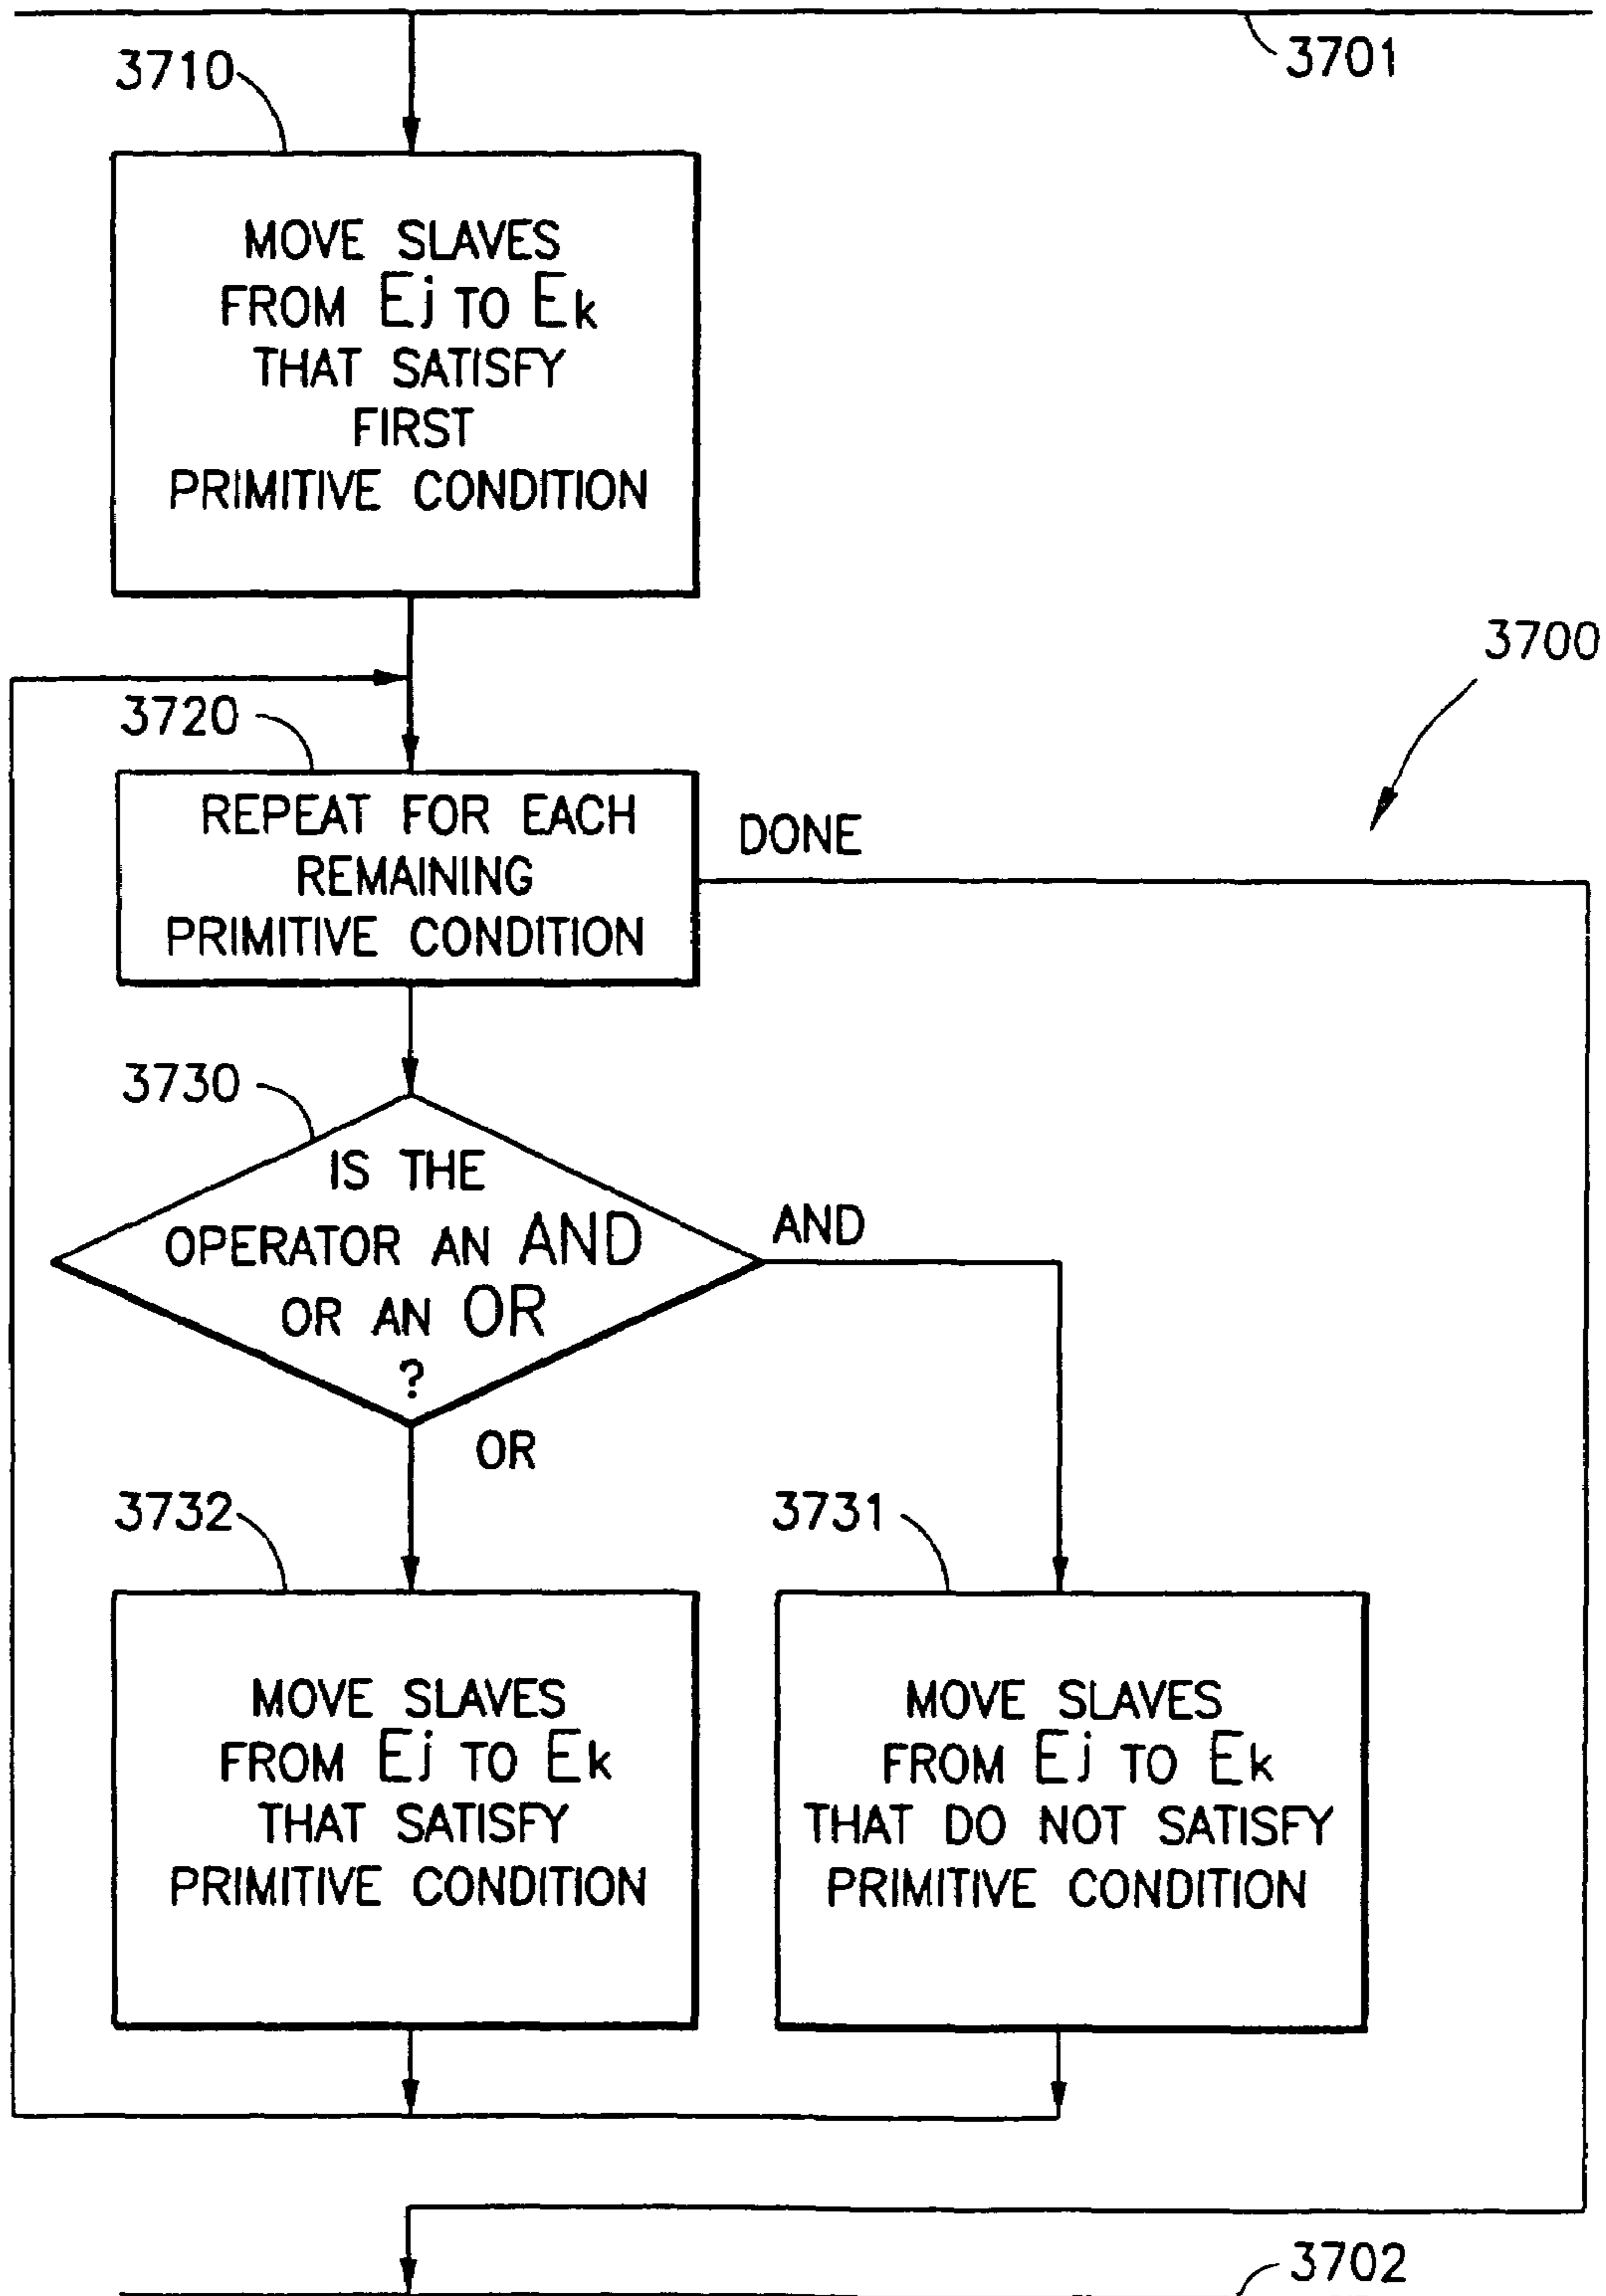 3701
3710
MOVE SLAVES
FROM Ej TO Ek
THAT SATISFY
FIRST
PRIMITIVE CONDITION
3700
3720
REPEAT FOR EACH
REMAINING
PRIMITIVE CONDITION
DONE
3730
IS THE
OPERATOR AN AND
OR AN OR
?
AND
OR
3732
MOVE SLAVES
FROM Ej TO Ek
THAT SATISFY
PRIMITIVE CONDITION
3731
MOVE SLAVES
FROM Ej TO Ek
THAT DO NOT SATISFY
PRIMITIVE CONDITION
3702